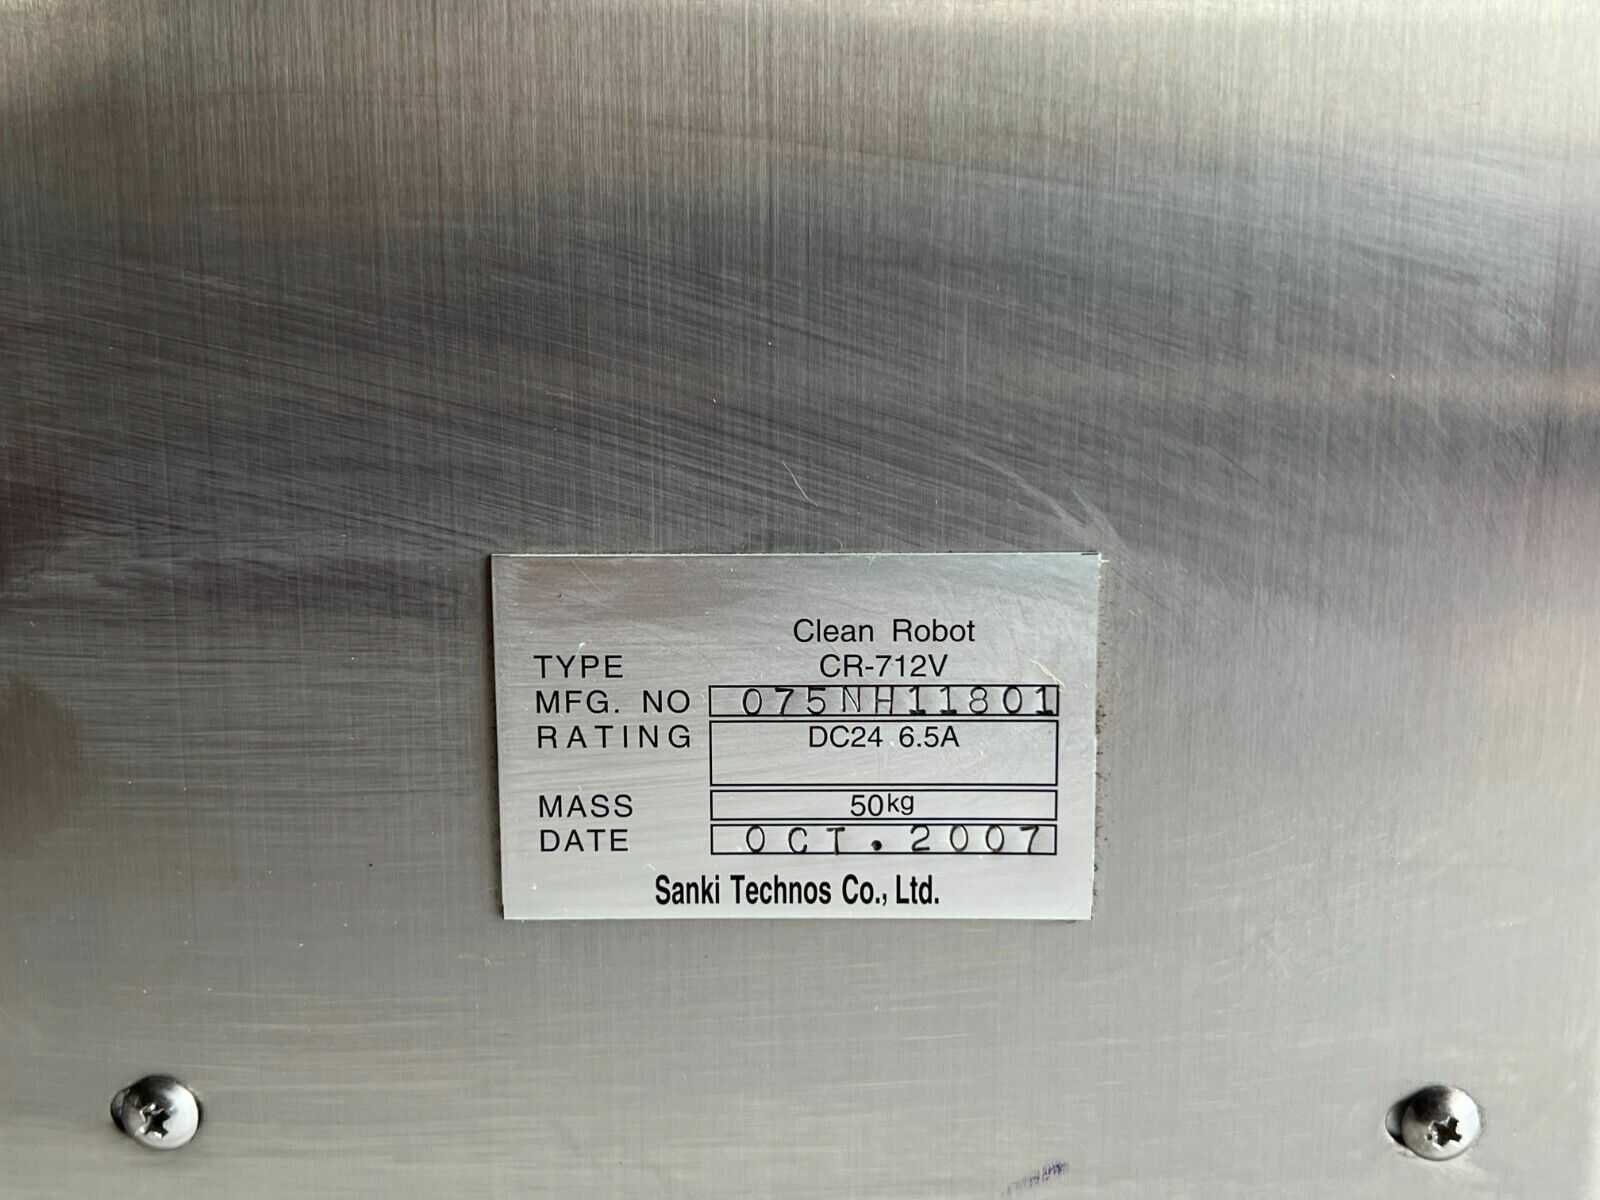 Clean Robot
TYPE CR-712V
MFG. NO 075NH11801
RATING DC24 6.5A
MASS 50kg
DATE OCT.2007
Sanki Technos Co., Ltd.